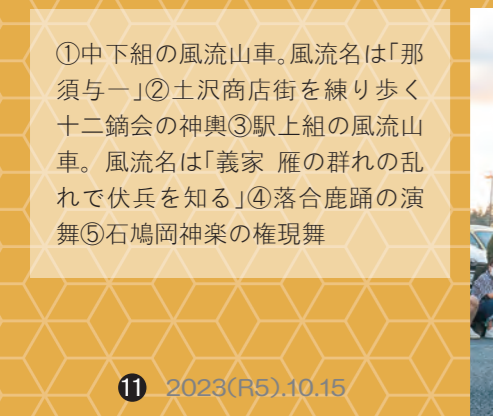 ①中下組の風流山車。風流名は「那
須与一」②土沢商店街を練り歩く
十二鏑会の神輿③駅上組の風流山
車。風流名は「義家 雁の群れの乱
れで伏兵を知る」④落合鹿踊の演
舞⑤石鳩岡神楽の権現舞
11 2023(R5).10.15